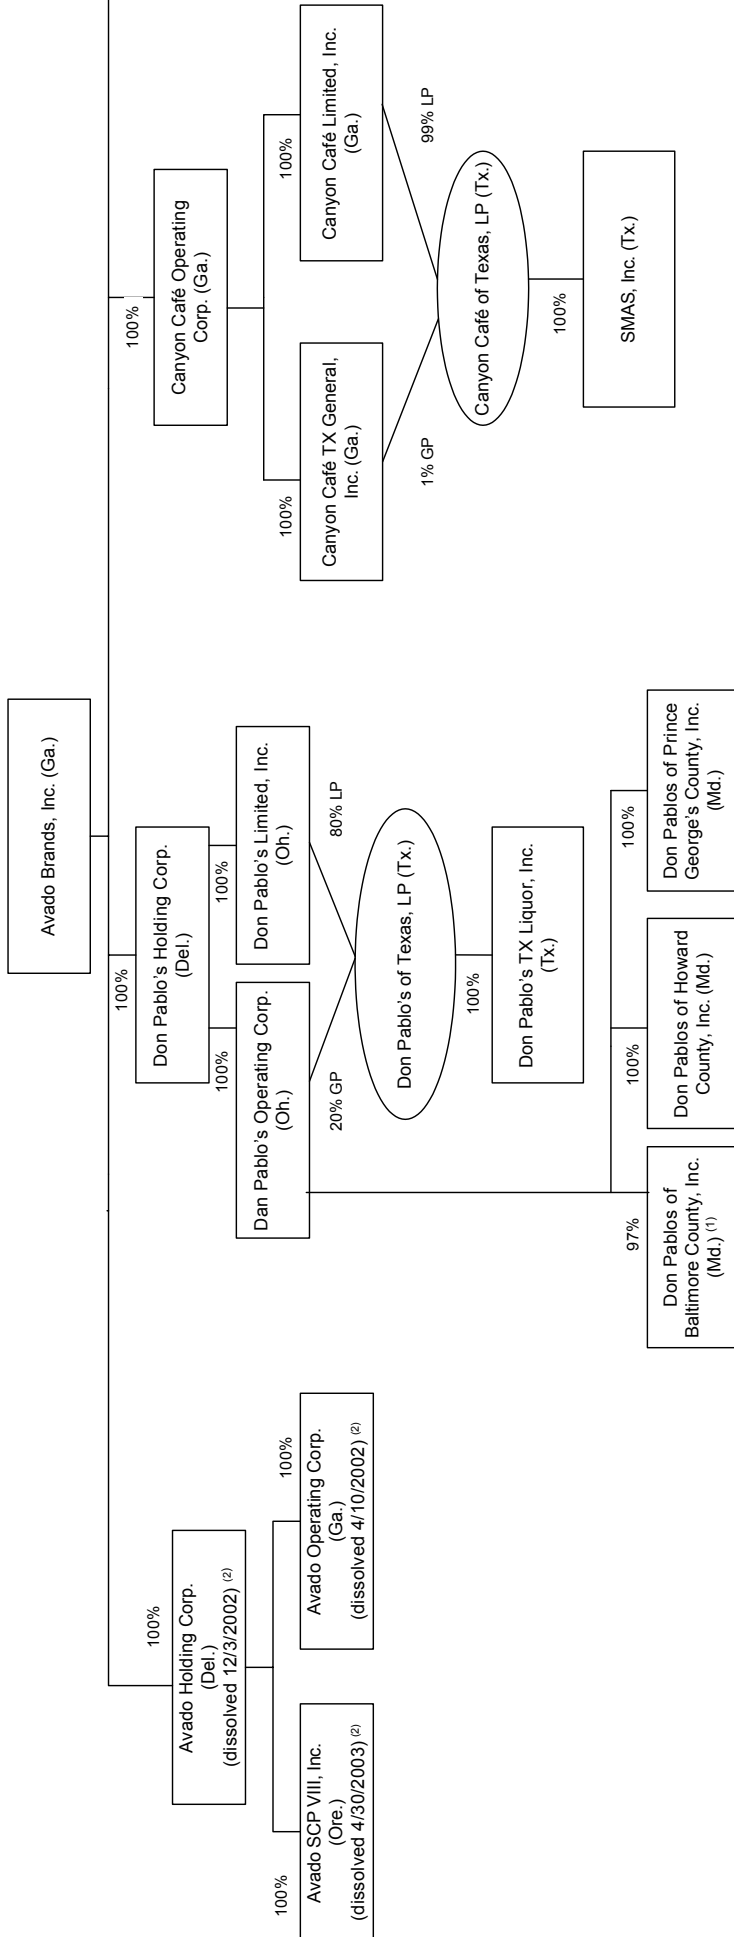 Avado Brands, Inc. (Ga.)
100%
Avado Holding Corp.
(Del.)
(dissolved 12/3/2002) (2)
100%
Avado SCP VIII, Inc.
(Ore.)
(dissolved 4/30/2003) (2)
100%
Avado Operating Corp.
(Ga.)
(dissolved 4/10/2002) (2)
100%
Don Pablo's Holding Corp.
(Del.)
100%
Dan Pablo's Operating Corp.
(Oh.)
100%
Don Pablo's Limited, Inc.
(Oh.)
20% GP
80% LP
Don Pablo's of Texas, LP (Tx.)
100%
Don Pablo's TX Liquor, Inc.
(Tx.)
97%
Don Pablos of
Baltimore County, Inc.
(Md.) (1)
100%
Don Pablos of Howard
County, Inc. (Md.)
100%
Don Pablos of Prince
George's County, Inc.
(Md.)
100%
Canyon Café Operating
Corp. (Ga.)
100%
Canyon Café TX General,
Inc. (Ga.)
100%
Canyon Café Limited, Inc.
(Ga.)
1% GP
99% LP
Canyon Café of Texas, LP (Tx.)
100%
SMAS, Inc. (Tx.)